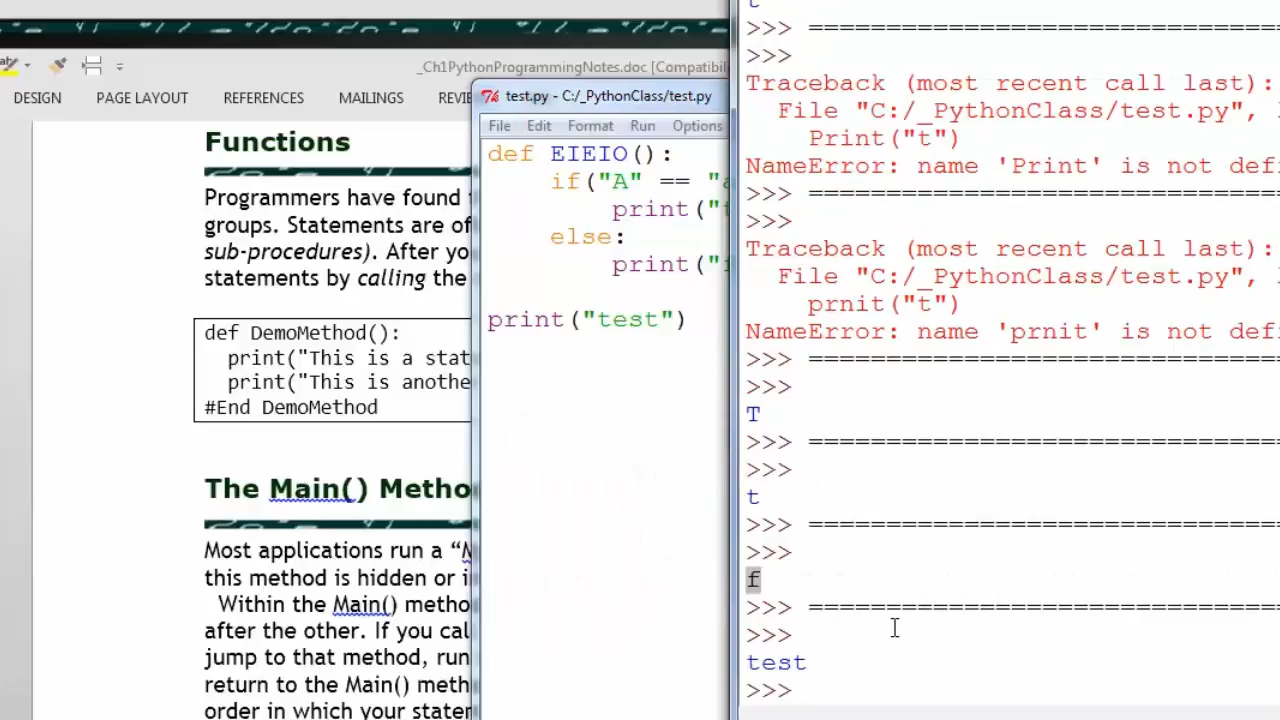 _Ch1PythonProgrammingNotes.doc [Compatibil
DESIGN PAGE LAYOUT REFERENCES MAILINGS REVIE
Functions
Programmers have found
groups. Statements are of
sub-procedures). After yo
statements by calling the
def DemoMethod():
print("This is a stat
print("This is anothe
#End DemoMethod
The Main() Metho
Most applications run a “M
this method is hidden or i
Within the Main() metho
after the other. If you cal
jump to that method, run
return to the Main() meth
order in which your statem
test.py - C:/_PythonClass/test.py
File Edit Format Run Options
def EIEIO():
if("A" == "a
print("t
else:
print("f
print("test")
t
>>> ============================
>>>
Traceback (most recent call last):
File "C:/_PythonClass/test.py",
Print("t")
NameError: name 'Print' is not defi
>>> ============================
>>>
Traceback (most recent call last):
File "C:/_PythonClass/test.py",
prnit("t")
NameError: name 'prnit' is not defi
>>> ============================
>>>
T
>>> ============================
>>>
t
>>> ============================
>>>
f
>>> ============================
>>>
test
>>>